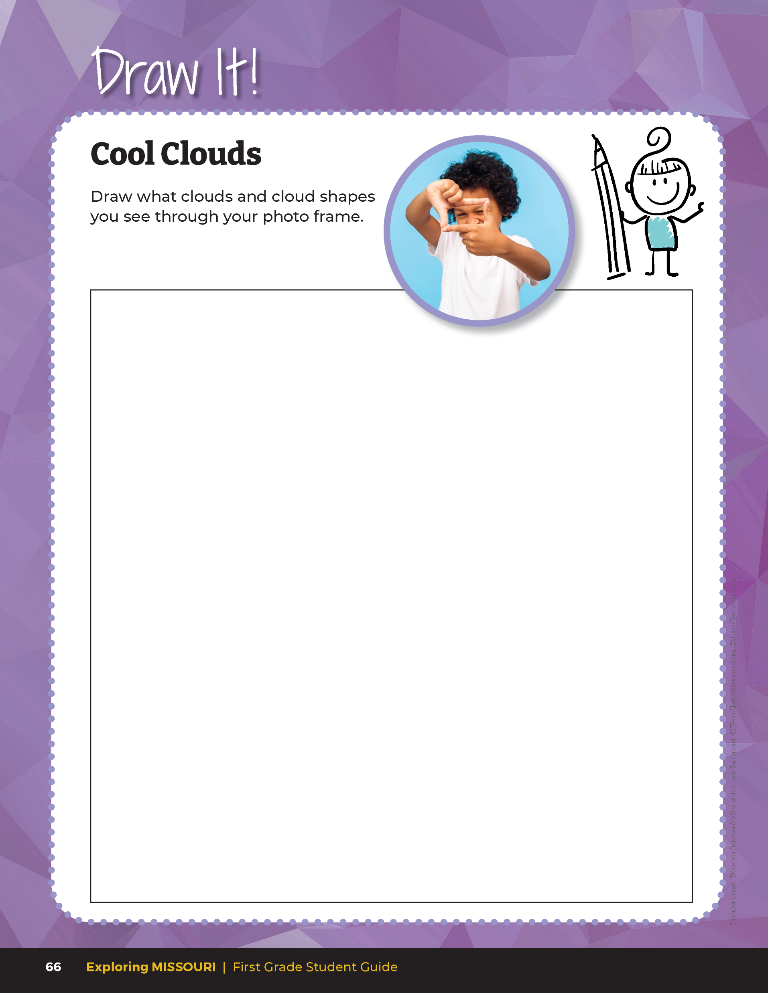 Draw It!
Cool Clouds
Draw what clouds and cloud shapes
you see through your photo frame.
66 Exploring MISSOURI | First Grade Student Guide